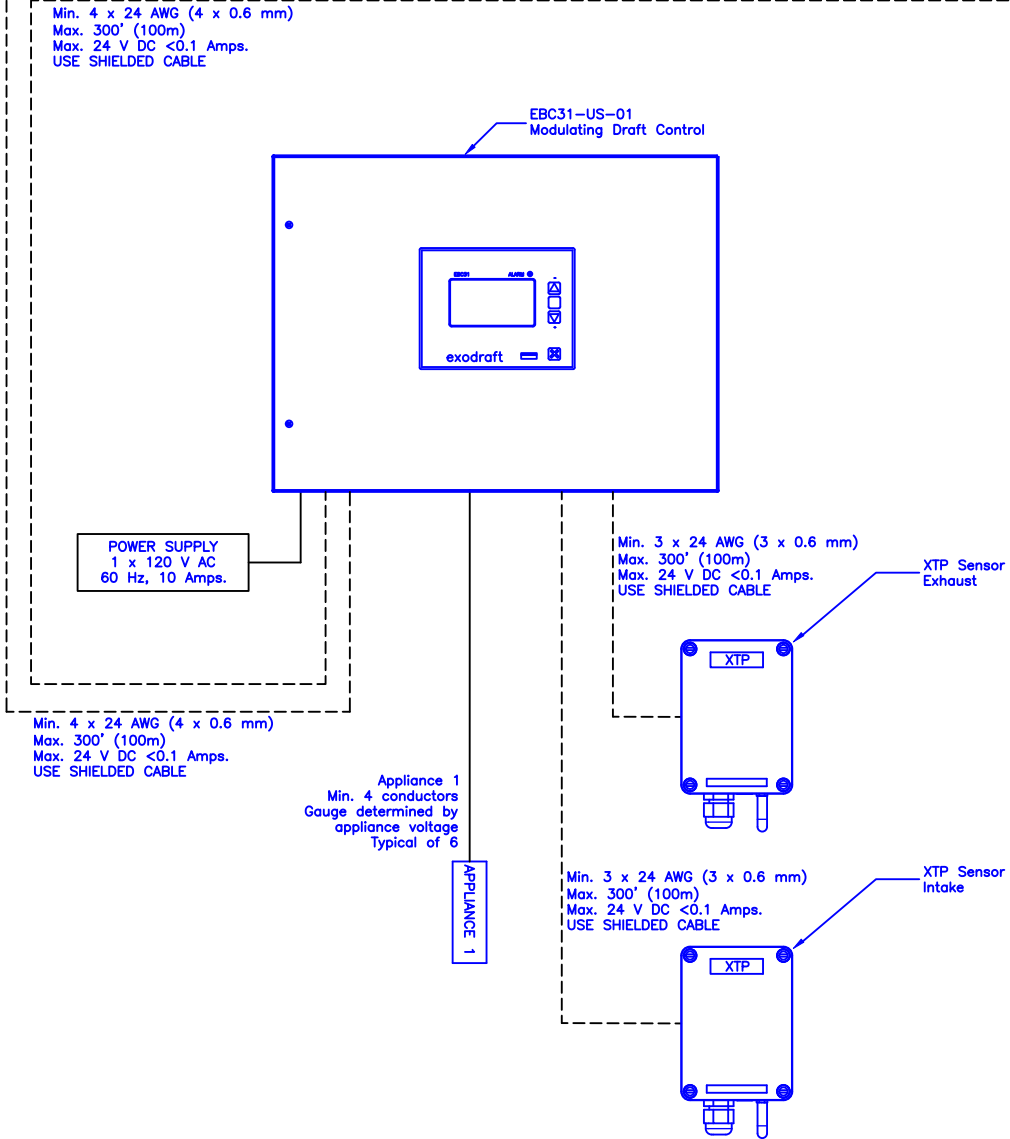 Min. 4 x 24 AWG (4 x 0.6 mm)
Max. 300' (100m)
Max. 24 V DC <0.1 Amps.
USE SHIELDED CABLE
EBC31-US-01
Modulating Draft Control
EBC31 ALARM
exodraft
POWER SUPPLY
1 x 120 V AC
60 Hz, 10 Amps.
Min. 3 x 24 AWG (3 x 0.6 mm)
Max. 300' (100m)
Max. 24 V DC <0.1 Amps.
USE SHIELDED CABLE
XTP Sensor
Exhaust
XTP
Min. 4 x 24 AWG (4 x 0.6 mm)
Max. 300' (100m)
Max. 24 V DC <0.1 Amps.
USE SHIELDED CABLE
Appliance 1
Min. 4 conductors
Gauge determined by
appliance voltage
Typical of 6
APPLIANCE 1
Min. 3 x 24 AWG (3 x 0.6 mm)
Max. 300' (100m)
Max. 24 V DC <0.1 Amps.
USE SHIELDED CABLE
XTP Sensor
Intake
XTP